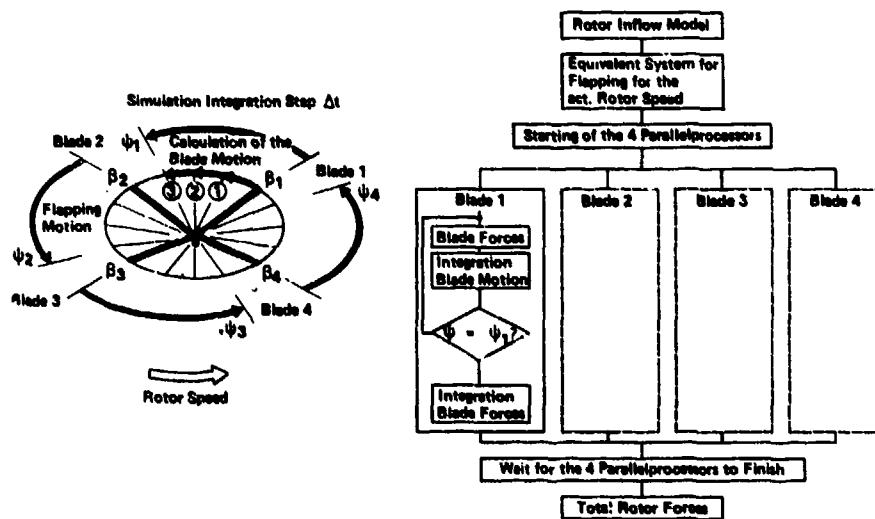 Simulation Integration Step Δt
Blade 2
ψ1
Calculation of the
Blade Motion
Blade 1
ψ4
β2
③ ② ①
β1
Flapping
Motion
ψ2
β3
β4
Blade 3
ψ3
Blade 4
Rotor Speed
Rotor Inflow Model
Equivalent System for
Flapping for the
act. Rotor Speed
Starting of the 4 Parallelprocessors
Blade 1
Blade 2
Blade 3
Blade 4
Blade Forces
Integration
Blade Motion
ψ = ψ1?
Integration
Blade Forces
Wait for the 4 Parallelprocessors to Finish
Total Rotor Forces